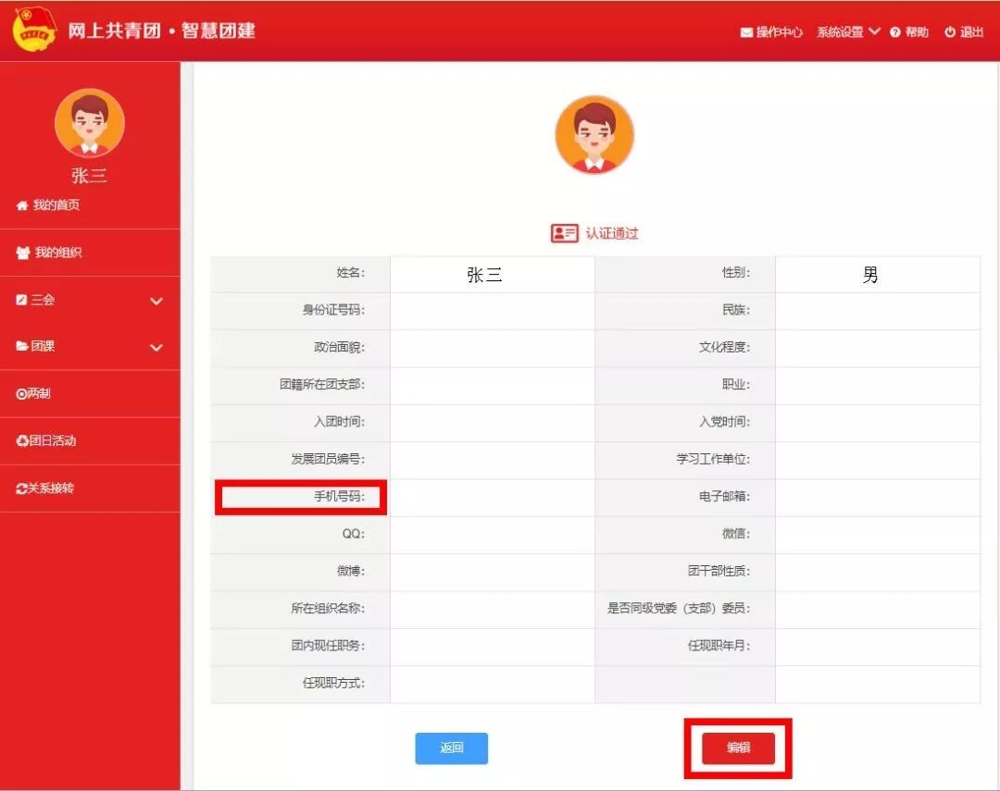 网上共青团·智慧团建
操作中心 系统设置 帮助 退出
张三
我的首页
我的组织
三会
团课
两制
团日活动
关系接转
认证通过
姓名： 张三 性别： 男
身份证号码： 民族：
政治面貌： 文化程度：
团籍所在团支部： 职业：
入团时间： 入党时间：
发展团员编号： 学习工作单位：
手机号码： 电子邮箱：
QQ： 微信：
微博： 团干部性质：
所在组织名称： 是否同级党委（支部）委员：
团内现任职务： 任现职年月：
任现职方式：
返回 编辑